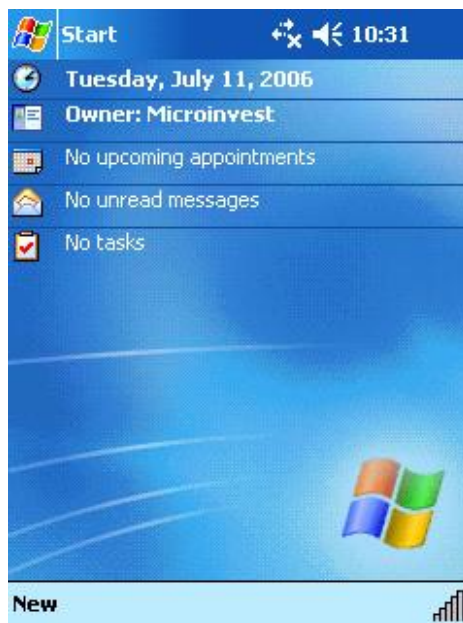 Start 10:31
Tuesday, July 11, 2006
Owner: Microinvest
No upcoming appointments
No unread messages
No tasks
New